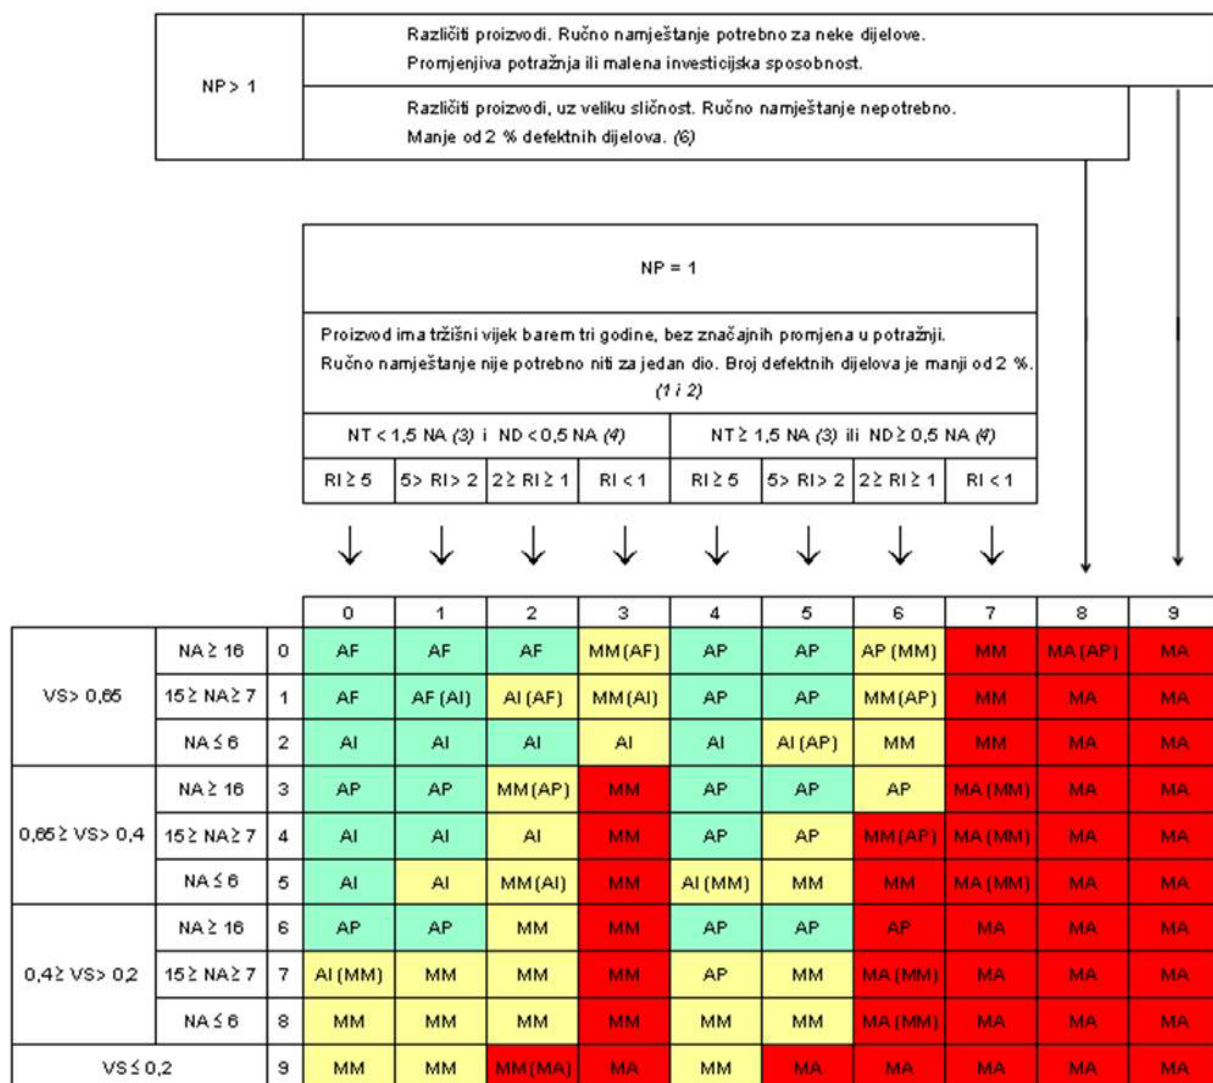 NP > 1
Različiti proizvodi. Ručno namještanje potrebno za neke dijelove.
Promjenjiva potražnja ili malena investicijska sposobnost.
Različiti proizvodi, uz veliku sličnost. Ručno namještanje nepotrebno.
Manje od 2 % defektnih dijelova. (6)
NP = 1
Proizvod ima tržišni vijek barem tri godine, bez značajnih promjena u potražnji.
Ručno namještanje nije potrebno niti za jedan dio. Broj defektnih dijelova je manji od 2 %.
(1 i 2)
NT < 1,5 NA (3) i ND < 0,5 NA (4) NT ≥ 1,5 NA (3) ili ND ≥ 0,5 NA (4)
RI ≥ 5 5 > RI > 2 2 ≥ RI ≥ 1 RI < 1 RI ≥ 5 5 > RI > 2 2 ≥ RI ≥ 1 RI < 1
0 1 2 3 4 5 6 7 8 9
VS > 0,65
NA ≥ 16 0 AF AF AF MM (AF) AP AP AP (MM) MM MA (AP) MA
15 ≥ NA ≥ 7 1 AF AF (AI) AI (AF) MM (AI) AP AP MM (AP) MM MA MA
NA ≤ 6 2 AI AI AI AI AI AI (AP) MM MM MA MA
0,65 ≥ VS > 0,4
NA ≥ 16 3 AP AP MM (AP) MM AP AP AP MA (MM) MA MA
15 ≥ NA ≥ 7 4 AI AI AI MM AP AP MM (AP) MA (MM) MA MA
NA ≤ 6 5 AI AI MM (AI) MM AI (MM) MM MM MA (MM) MA MA
0,4 ≥ VS > 0,2
NA ≥ 16 6 AP AP MM MM AP AP AP MA MA MA
15 ≥ NA ≥ 7 7 AI (MM) MM MM MM AP MM MA (MM) MA MA MA
NA ≤ 6 8 MM MM MM MM MM MM MA (MM) MA MA MA
VS ≤ 0,2 9 MM MM MM (MA) MA MM MA MA MA MA MA